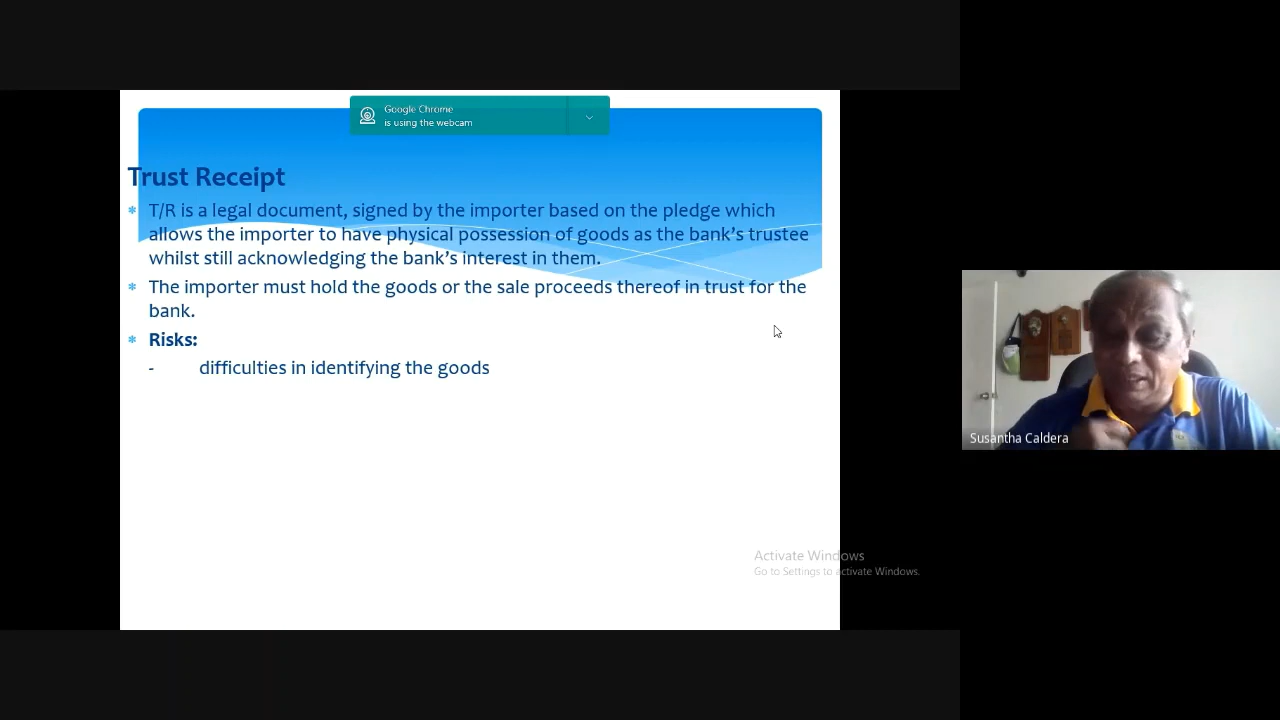 Google Chrome
is using the webcam
Trust Receipt
* T/R is a legal document, signed by the importer based on the pledge which
allows the importer to have physical possession of goods as the bank’s trustee
whilst still acknowledging the bank’s interest in them.
* The importer must hold the goods or the sale proceeds thereof in trust for the
bank.
* Risks:
- difficulties in identifying the goods
Susantha Caldera
Activate Windows
Go to Settings to activate Windows.